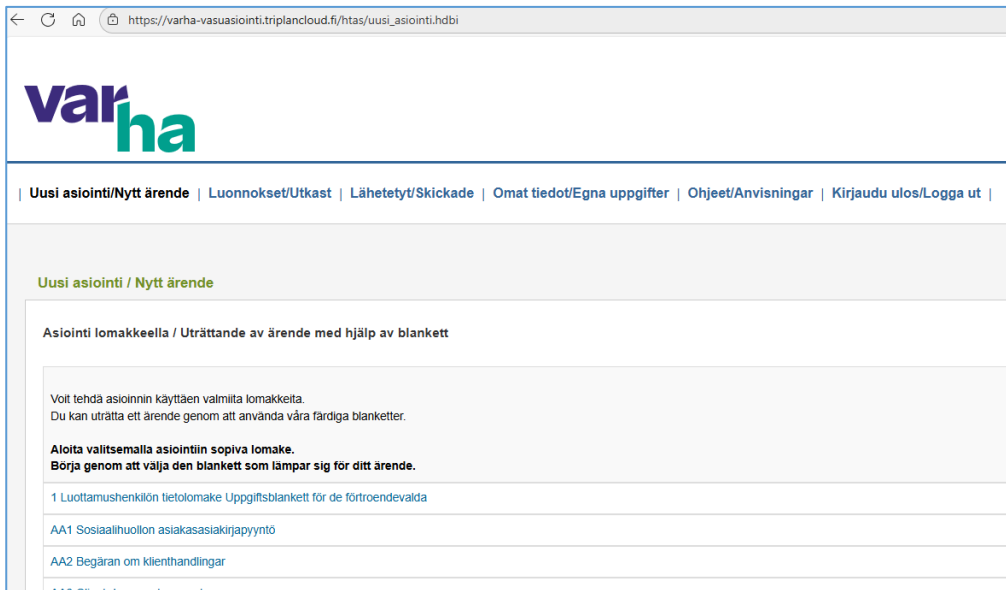 https://varha-vasuasiointi.triplancloud.fi/htas/uusi_asiointi.hdbi
varha
| Uusi asiointi/Nytt ärende | Luonnokset/Utkast | Lähetetyt/Skickade | Omat tiedot/Egna uppgifter | Ohjeet/Anvisningar | Kirjaudu ulos/Logga ut |
Uusi asiointi / Nytt ärende
Asiointi lomakkeella / Uträttande av ärende med hjälp av blankett
Voit tehdä asioinnin käyttäen valmiita lomakkeita.
Du kan uträtta ett ärende genom att använda våra färdiga blanketter.
Aloita valitsemalla asiointiin sopiva lomake.
Börja genom att välja den blankett som lämpar sig för ditt ärende.
1 Luottamushenkilön tietolomake Uppgiftsblankett för de förtroendevalda
AA1 Sosiaalihuollon asiakasasiakirjapyyntö
AA2 Begäran om klienthandlingar